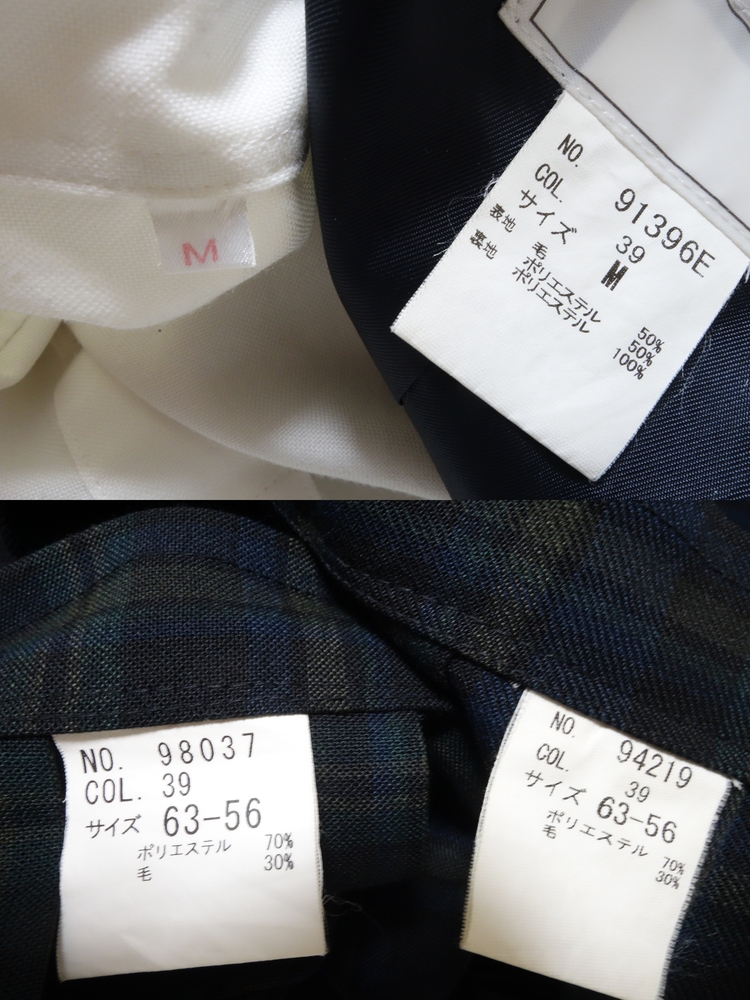 M
NO. 91396E
COL. 39
サイズ M
表地 毛 50%
ポリエステル 50%
裏地 ポリエステル 100%
NO. 98037
COL. 39
サイズ 63-56
ポリエステル 70%
毛 30%
NO. 94219
COL. 39
サイズ 63-56
ポリエステル 70%
毛 30%